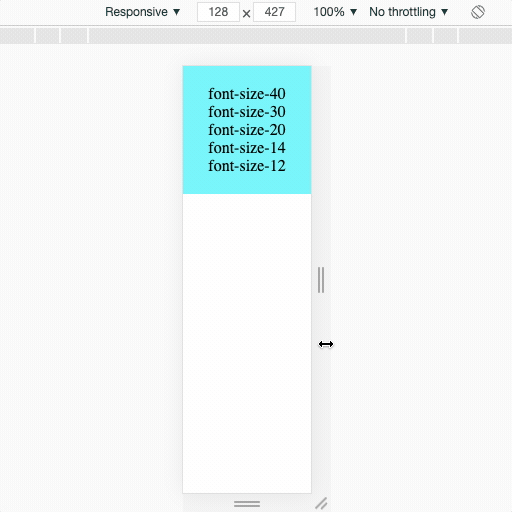 Responsive ▼ 128 × 427 100% ▼ No throttling ▼
font-size-40
font-size-30
font-size-20
font-size-14
font-size-12